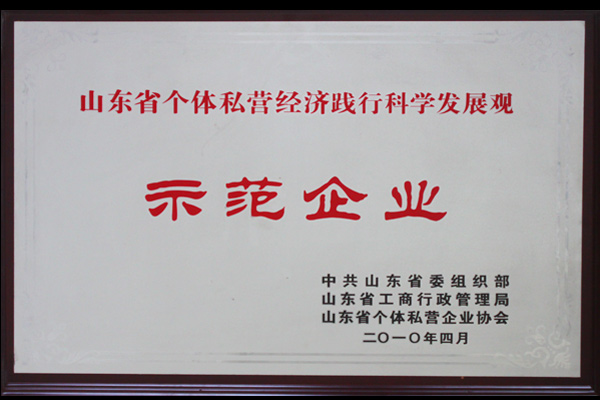 山东省个体私营经济践行科学发展观
示范企业
中共山东省委组织部
山东省工商行政管理局
山东省个体私营企业协会
二〇一〇年四月